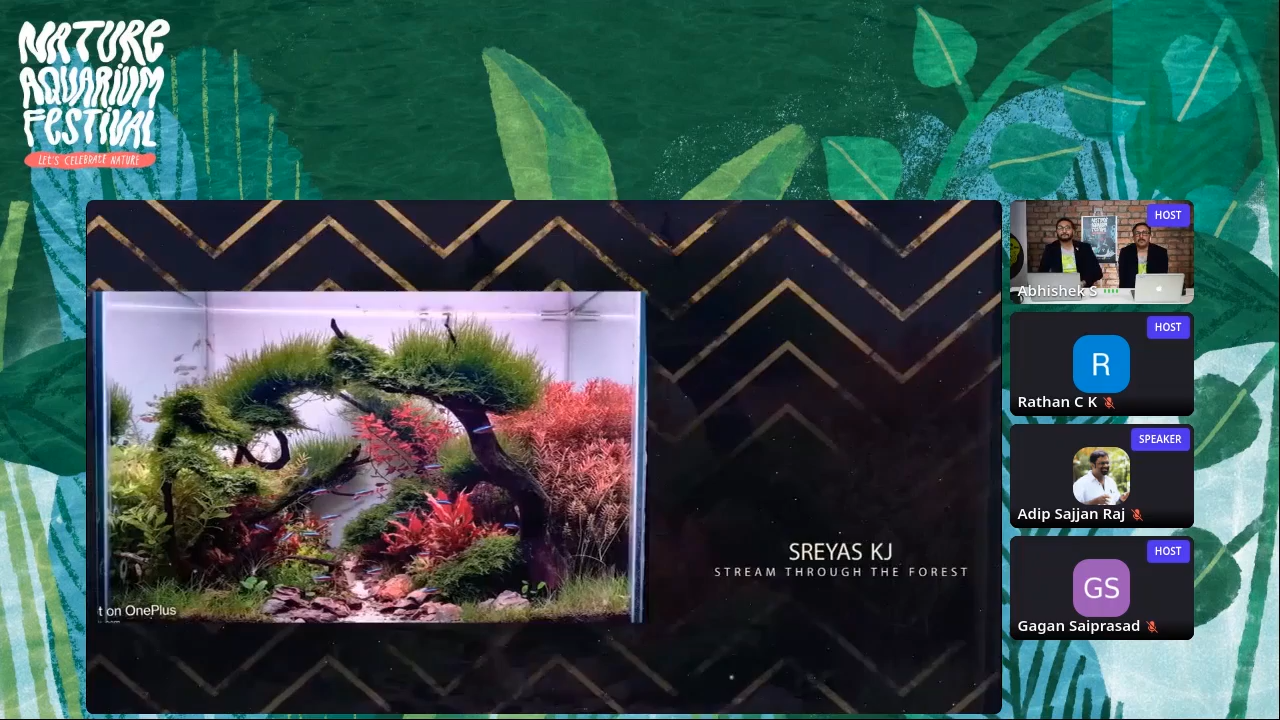 NATURE
AQUARIUM
FESTIVAL
LET'S CELEBRATE NATURE
HOST
Abhishek S
HOST
R
Rathan C K
SPEAKER
Adip Sajjan Raj
HOST
GS
Gagan Saiprasad
SREYAS KJ
STREAM THROUGH THE FOREST
t on OnePlus